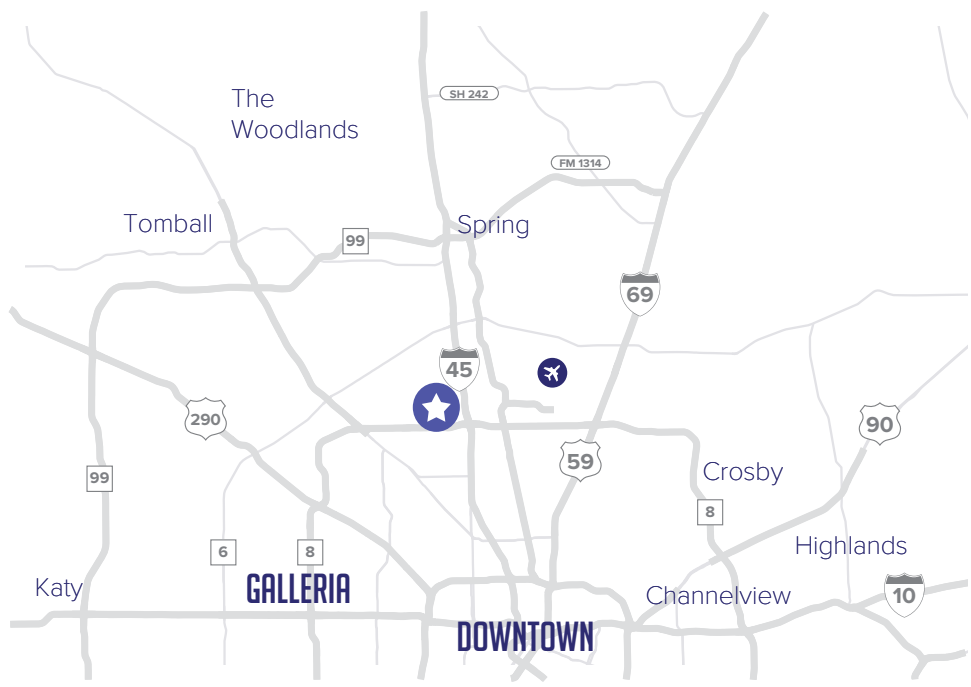 SH 242
The
Woodlands
FM 1314
Tomball
Spring
99
69
45
290
90
59
Crosby
99
8
6
8
Highlands
Katy
GALLERIA
Channelview
10
DOWNTOWN